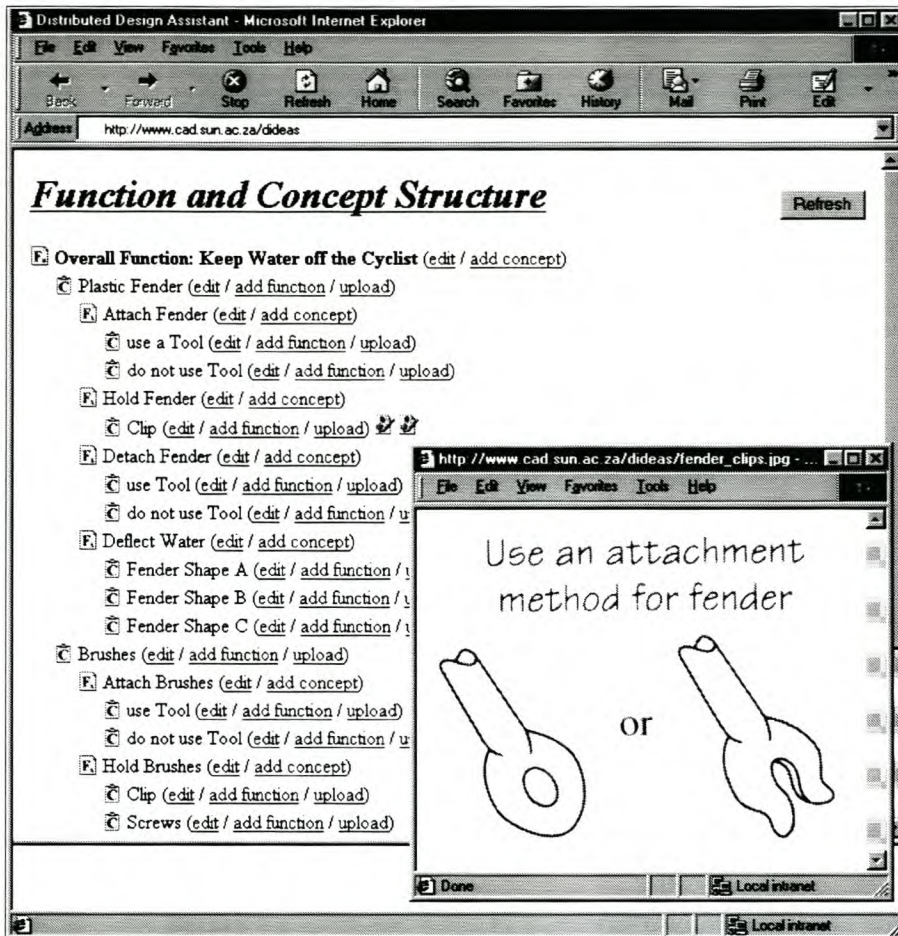 Distributed Design Assistant - Microsoft Internet Explorer
File Edit View Favorites Tools Help
Back Forward Stop Refresh Home Search Favorites History Mail Print Edit
Address http://www.cad.sun.ac.za/dideas
Function and Concept Structure
Refresh
F. Overall Function: Keep Water off the Cyclist (edit / add concept)
C Plastic Fender (edit / add function / upload)
F. Attach Fender (edit / add concept)
C use a Tool (edit / add function / upload)
C do not use Tool (edit / add function / upload)
F. Hold Fender (edit / add concept)
C Clip (edit / add function / upload)
F. Detach Fender (edit / add concept)
C use Tool (edit / add function / upload)
C do not use Tool (edit / add function / u
F. Deflect Water (edit / add concept)
C Fender Shape A (edit / add function /
C Fender Shape B (edit / add function /
C Fender Shape C (edit / add function /
C Brushes (edit / add function / upload)
F. Attach Brushes (edit / add concept)
C use Tool (edit / add function / upload)
C do not use Tool (edit / add function / u
F. Hold Brushes (edit / add concept)
C Clip (edit / add function / upload)
C Screws (edit / add function / upload)
http://www.cad.sun.ac.za/dideas/fender_clips.jpg - ...
File Edit View Favorites Tools Help
Use an attachment
method for fender
or
Done Local intranet
Local intranet